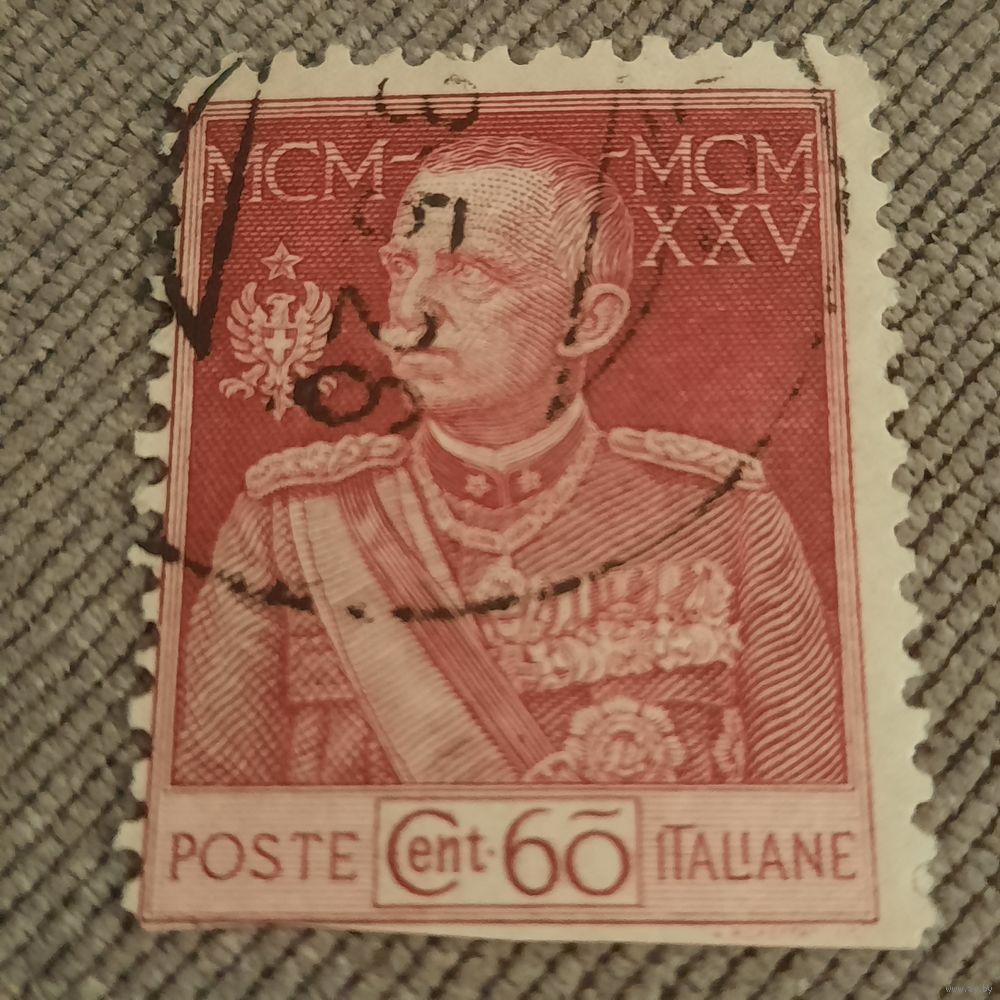 MCM- -MCM
XXV
POSTE Cent. 60 ITALIANE